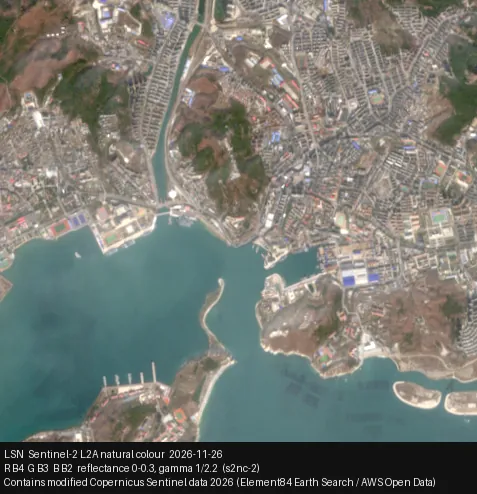 LSN Sentinel-2 L2A natural colour 2026-11-26
R B4 G B3 B B2 reflectance 0-0.3, gamma 1/2.2 (s2nc-2)
Contains modified Copernicus Sentinel data 2026 (Element84 Earth Search / AWS Open Data)